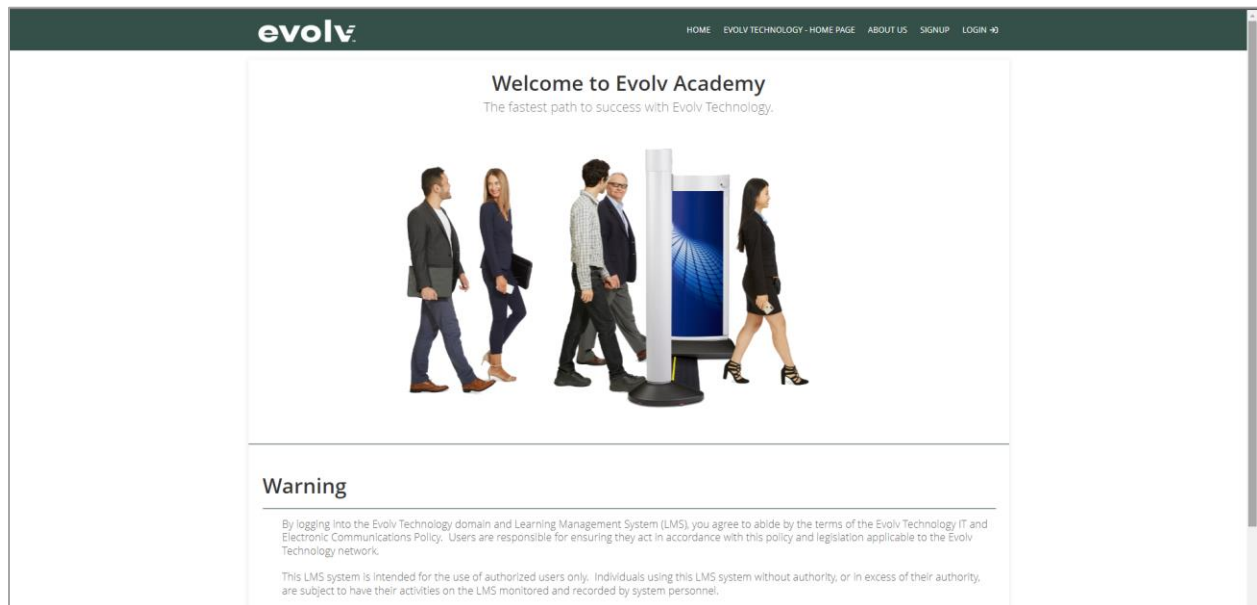 evolv
HOME EVOLV TECHNOLOGY - HOME PAGE ABOUT US SIGNUP LOGIN
Welcome to Evolv Academy
The fastest path to success with Evolv Technology.
Warning
By logging into the Evolv Technology domain and Learning Management System (LMS), you agree to abide by the terms of the Evolv Technology IT and
Electronic Communications Policy. Users are responsible for ensuring they act in accordance with this policy and legislation applicable to the Evolv
Technology network.
This LMS system is intended for the use of authorized users only. Individuals using this LMS system without authority, or in excess of their authority,
are subject to have their activities on the LMS monitored and recorded by system personnel.